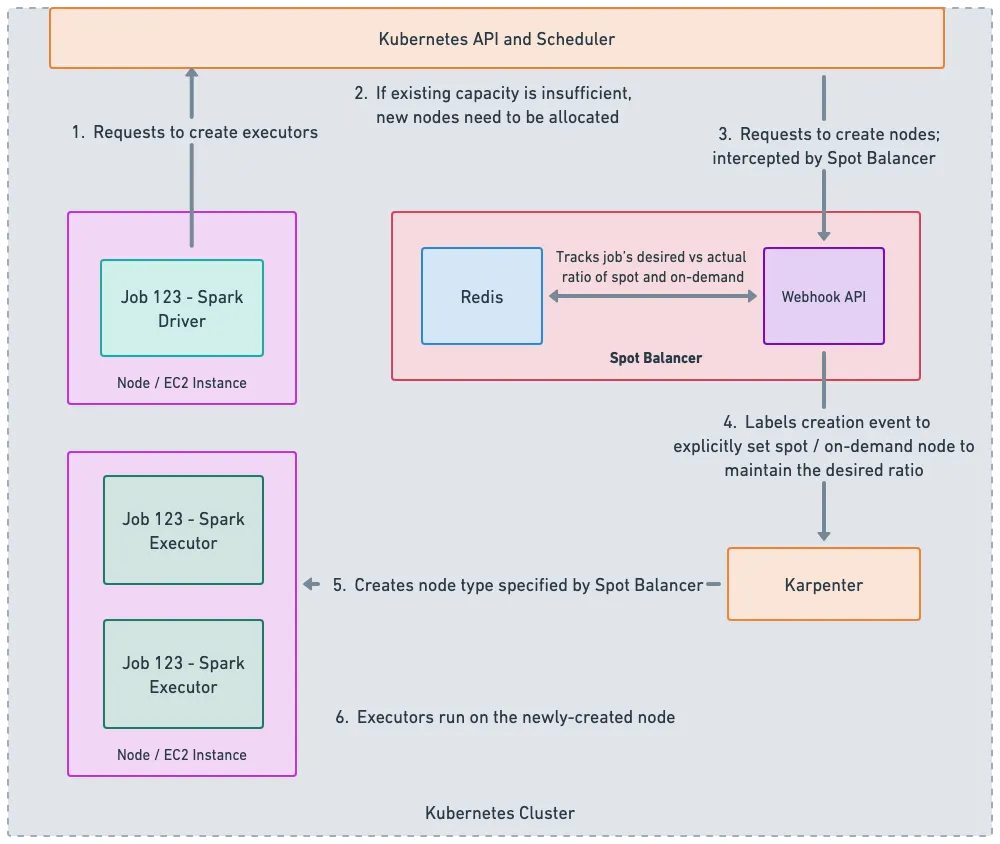 Kubernetes API and Scheduler
2. If existing capacity is insufficient,
new nodes need to be allocated
1. Requests to create executors
3. Requests to create nodes;
intercepted by Spot Balancer
Job 123 - Spark
Driver
Node / EC2 Instance
Redis
Tracks job's desired vs actual
ratio of spot and on-demand
Webhook API
Spot Balancer
4. Labels creation event to
explicitly set spot / on-demand node to
maintain the desired ratio
Job 123 - Spark
Executor
5. Creates node type specified by Spot Balancer
Karpenter
Job 123 - Spark
Executor
6. Executors run on the newly-created node
Node / EC2 Instance
Kubernetes Cluster